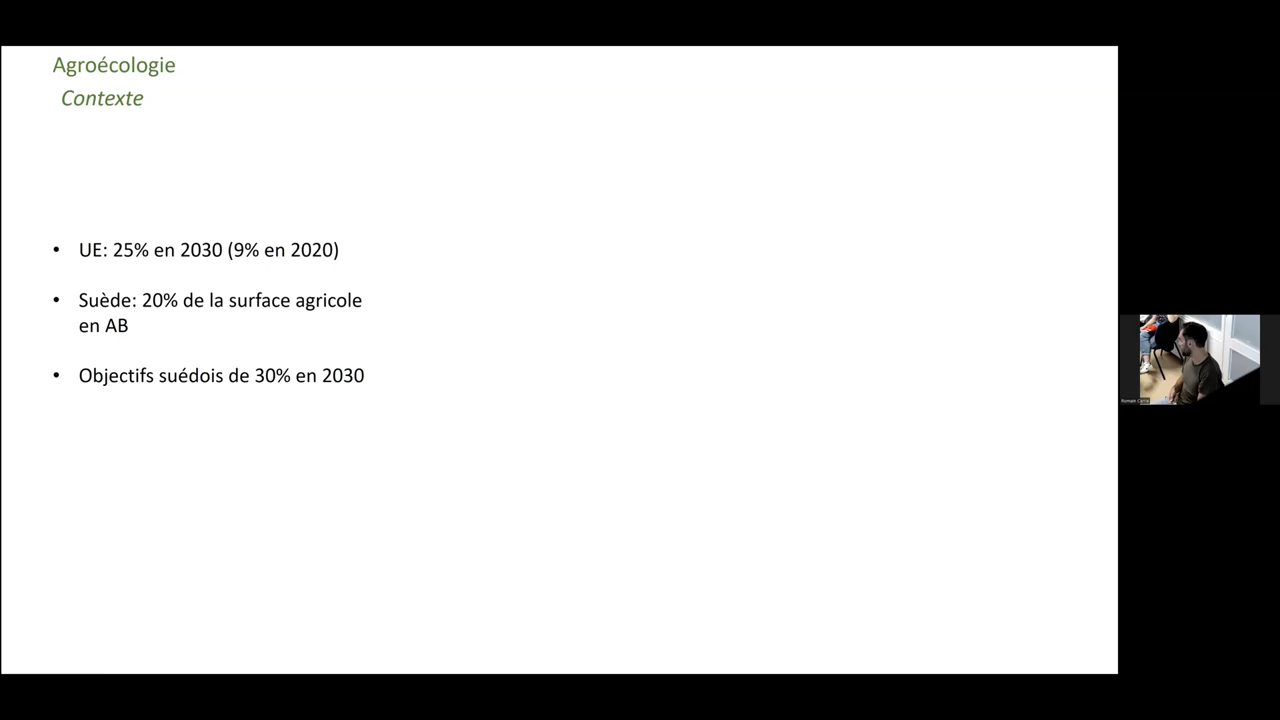 Agroécologie
Contexte
• UE: 25% en 2030 (9% en 2020)
• Suède: 20% de la surface agricole
en AB
• Objectifs suédois de 30% en 2030
Romain